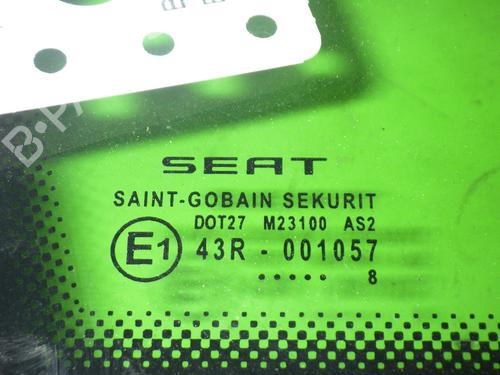 SEAT
SAINT-GOBAIN SEKURIT
DOT27 M23100 AS2
E1 43R - 001057
..... 8